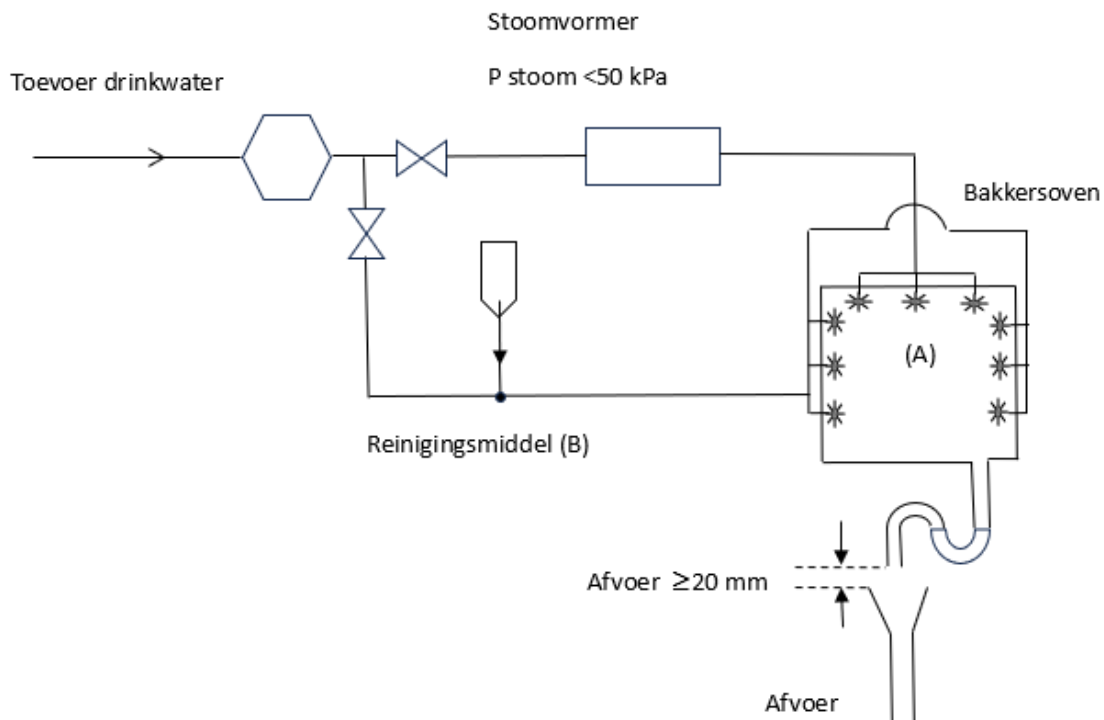 Stoomvormer
P stoom <50 kPa
Toevoer drinkwater
Bakkersoven
(A)
Reinigingsmiddel (B)
Afvoer ≥20 mm
Afvoer